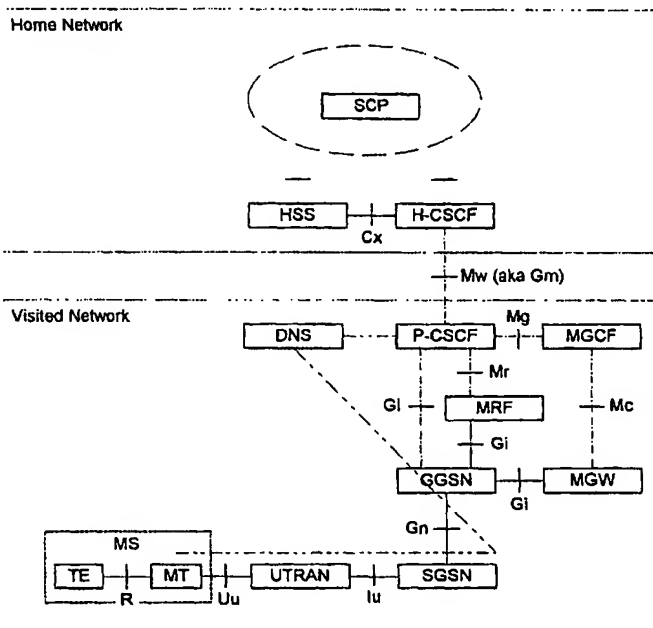 Home Network
SCP
HSS
H-CSCF
Cx
Mw (aka Gm)
Visited Network
Mg
DNS
P-CSCF
MGCF
Mr
Gi
MRF
Mc
Gi
GGSN
MGW
Gi
Gn
MS
TE
MT
UTRAN
SGSN
R
Uu
Iu